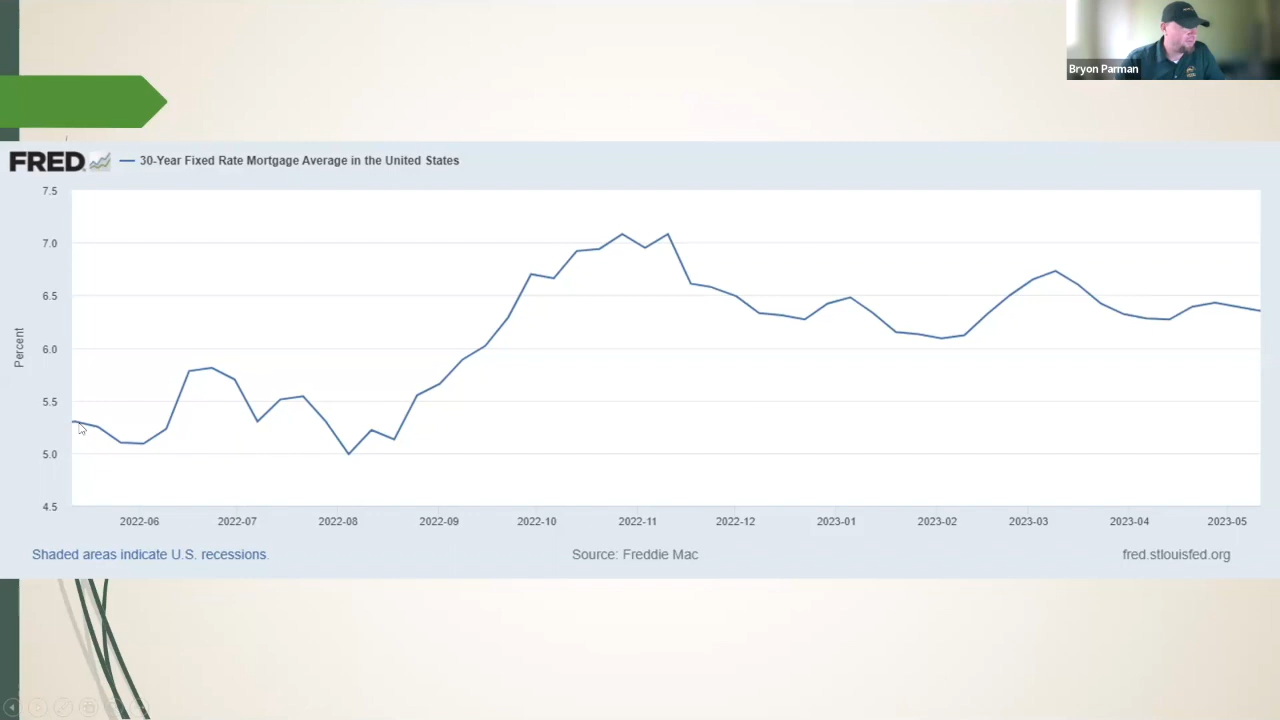 Bryon Parman
FRED
30-Year Fixed Rate Mortgage Average in the United States
7.5
7.0
6.5
6.0
5.5
5.0
4.5
Percent
2022-06 2022-07 2022-08 2022-09 2022-10 2022-11 2022-12 2023-01 2023-02 2023-03 2023-04 2023-05
Shaded areas indicate U.S. recessions. Source: Freddie Mac fred.stlouisfed.org